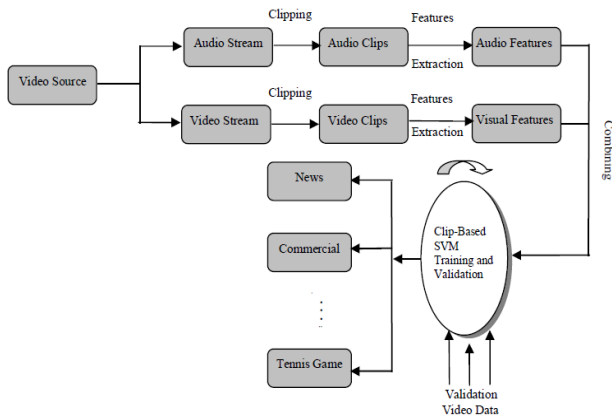 Clipping
Features
Audio Stream
Audio Clips
Audio Features
Extraction
Video Source
Clipping
Features
Video Stream
Video Clips
Visual Features
Extraction
Combining
News
Commercial
Tennis Game
Clip-Based
SVM
Training and
Validation
Validation
Video Data